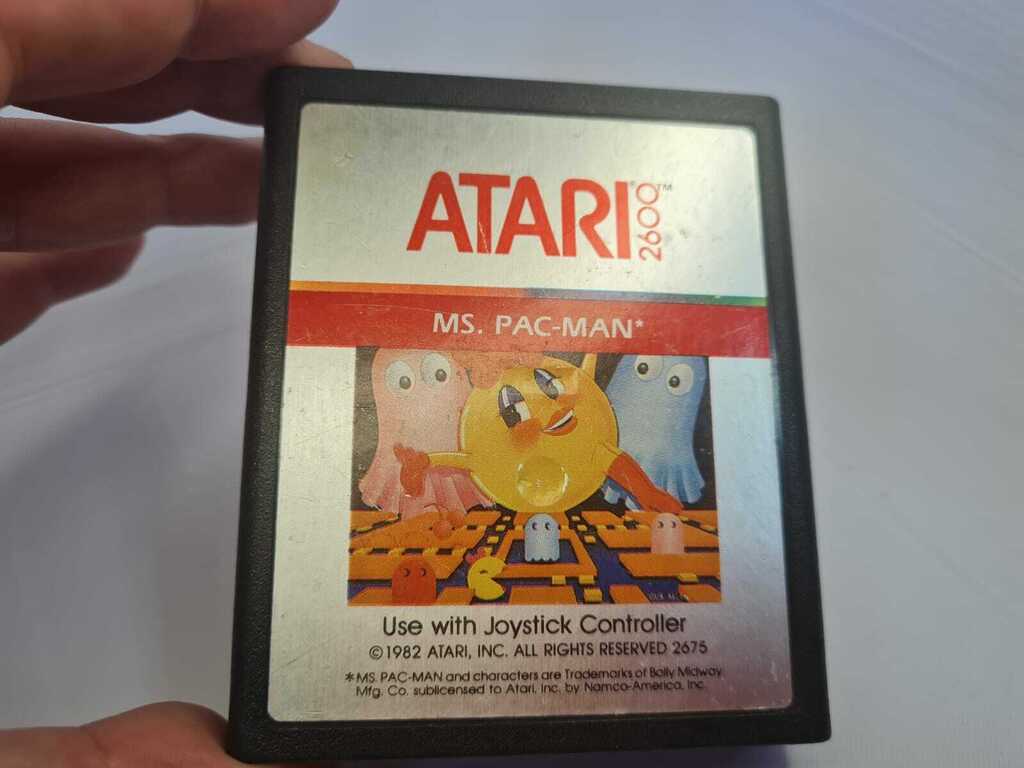 ATARI® 2600™
MS. PAC-MAN*
Use with Joystick Controller
©1982 ATARI, INC. ALL RIGHTS RESERVED 2675
*MS. PAC-MAN and characters are Trademarks of Bally Midway
Mfg. Co. sublicensed to Atari, Inc. by Namco-America, Inc.